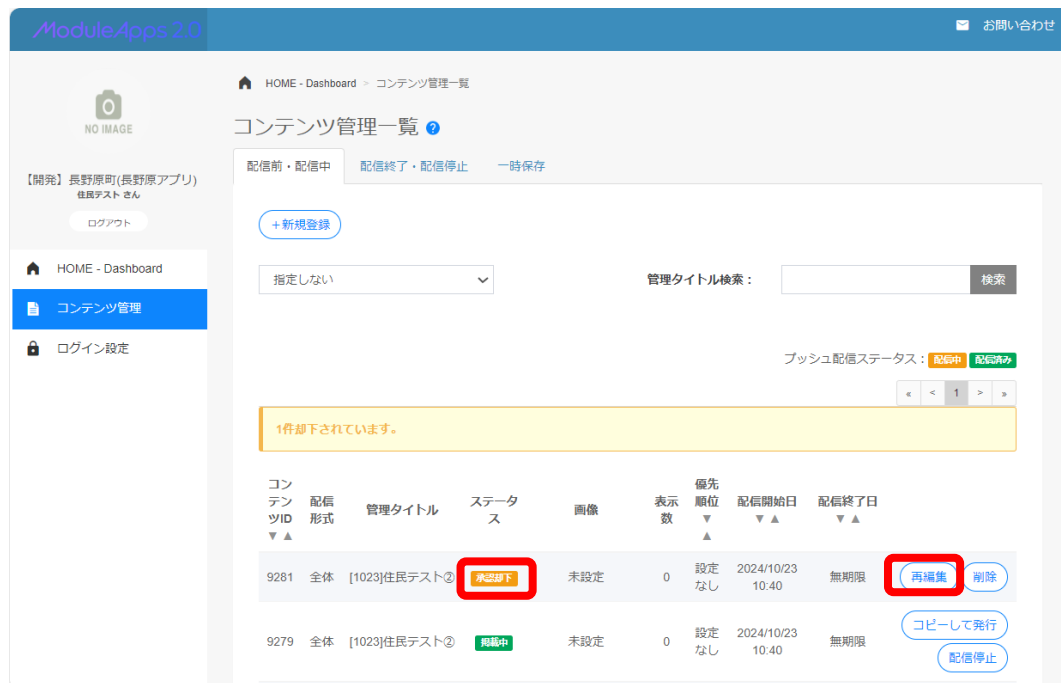 ModuleApps 2.0
お問い合わせ
NO IMAGE
【開発】長野原町(長野原アプリ)
住民テスト さん
ログアウト
HOME - Dashboard
コンテンツ管理
ログイン設定
HOME - Dashboard > コンテンツ管理一覧
コンテンツ管理一覧 ?
配信前・配信中 配信終了・配信停止 一時保存
+新規登録
指定しない 管理タイトル検索： 検索
プッシュ配信ステータス： 配信中 配信済み
« < 1 > »
1件却下されています。
コンテンツID ▼ ▲ 配信形式 管理タイトル ステータス 画像 表示数 優先順位 ▼ ▲ 配信開始日 ▼ ▲ 配信終了日 ▼ ▲
9281 全体 [1023]住民テスト② 承認却下 未設定 0 設定なし 2024/10/23 10:40 無期限 再編集 削除
9279 全体 [1023]住民テスト② 掲載中 未設定 0 設定なし 2024/10/23 10:40 無期限 コピーして発行 配信停止